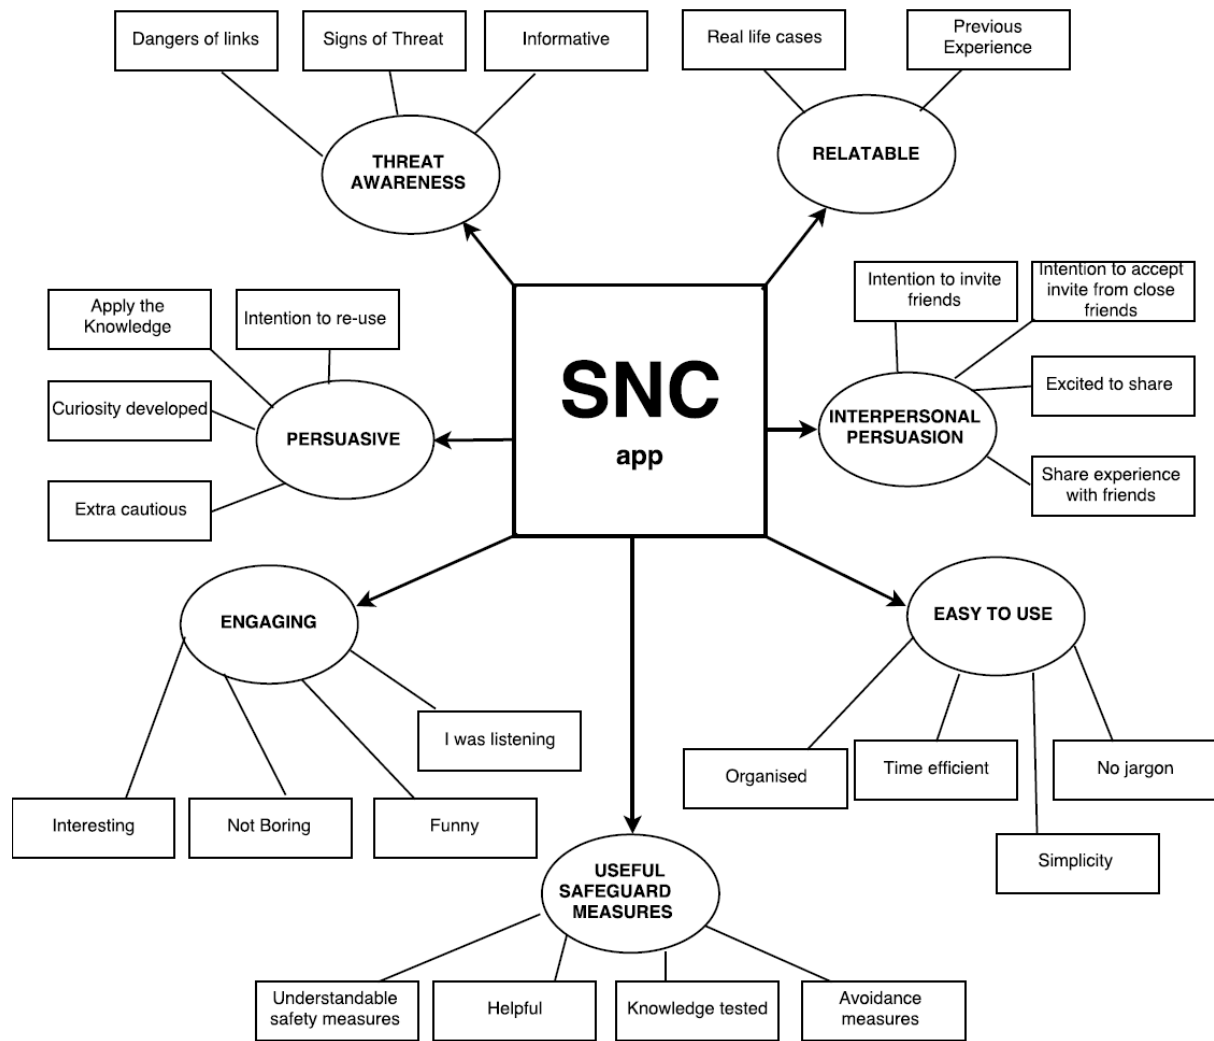 Dangers of links
Signs of Threat
Informative
Real life cases
Previous
Experience
THREAT
AWARENESS
RELATABLE
Apply the
Knowledge
Intention to re-use
Curiosity developed
Extra cautious
PERSUASIVE
SNC
app
Intention to invite
friends
Intention to accept
invite from close
friends
Excited to share
Share experience
with friends
INTERPERSONAL
PERSUASION
ENGAGING
I was listening
Interesting
Not Boring
Funny
EASY TO USE
Organised
Time efficient
No jargon
Simplicity
USEFUL
SAFEGUARD
MEASURES
Understandable
safety measures
Helpful
Knowledge tested
Avoidance
measures